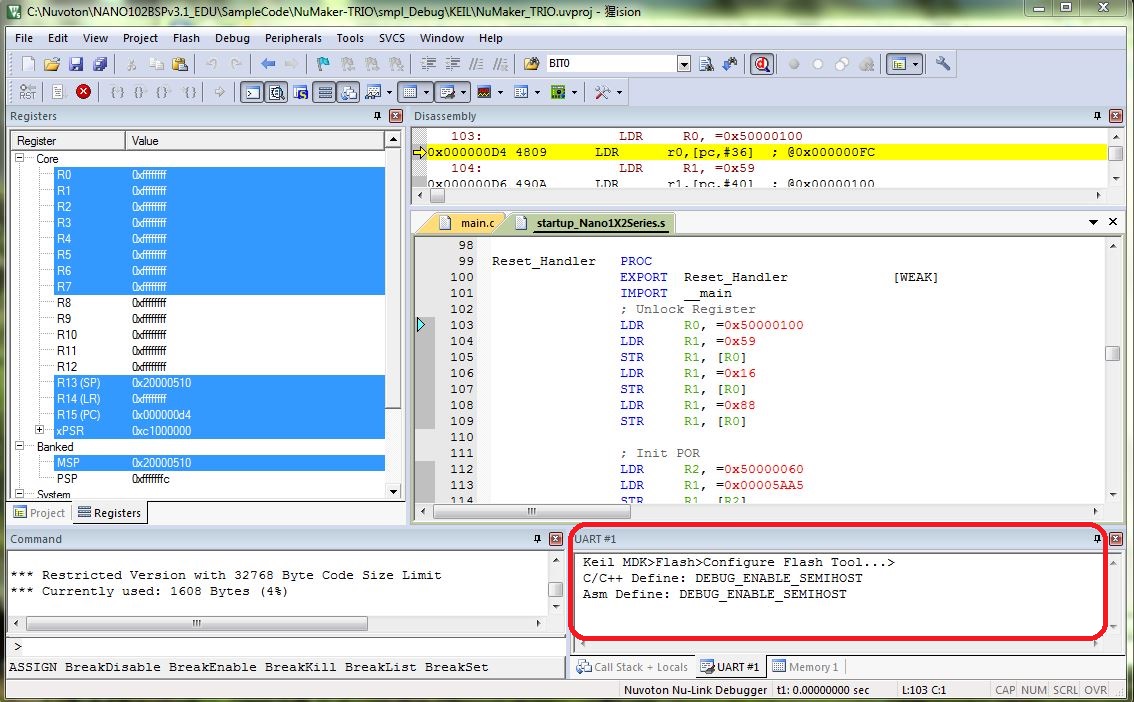 C:\Nuvoton\NANO102BSPv3.1_EDU\SampleCode\NuMaker-TRIO\smpl_Debug\KEIL\NuMaker_TRIO.uvproj - 猩ision
File Edit View Project Flash Debug Peripherals Tools SVCS Window Help
BIT0
RST
Registers
Register Value
Core
R0 0xffffffff
R1 0xffffffff
R2 0xffffffff
R3 0xffffffff
R4 0xffffffff
R5 0xffffffff
R6 0xffffffff
R7 0xffffffff
R8 0xffffffff
R9 0xffffffff
R10 0xffffffff
R11 0xffffffff
R12 0xffffffff
R13 (SP) 0x20000510
R14 (LR) 0xffffffff
R15 (PC) 0x000000d4
xPSR 0xc1000000
Banked
MSP 0x20000510
PSP 0xfffffffc
System
Project Registers
Disassembly
103: LDR R0, =0x50000100
0x000000D4 4809 LDR r0,[pc,#36] ; @0x000000FC
104: LDR R1, =0x59
0x000000D6 490A LDR r1,[pc,#40] ; @0x00000100
main.c startup_Nano1X2Series.s
98
99 Reset_Handler PROC
100 EXPORT Reset_Handler [WEAK]
101 IMPORT __main
102 ; Unlock Register
103 LDR R0, =0x50000100
104 LDR R1, =0x59
105 STR R1, [R0]
106 LDR R1, =0x16
107 STR R1, [R0]
108 LDR R1, =0x88
109 STR R1, [R0]
110
111 ; Init POR
112 LDR R2, =0x50000060
113 LDR R1, =0x00005AA5
114 STR R1, [R2]
Command
*** Restricted Version with 32768 Byte Code Size Limit
*** Currently used: 1608 Bytes (4%)
>
ASSIGN BreakDisable BreakEnable BreakKill BreakList BreakSet
UART #1
Keil MDK>Flash>Configure Flash Tool...>
C/C++ Define: DEBUG_ENABLE_SEMIHOST
Asm Define: DEBUG_ENABLE_SEMIHOST
Call Stack + Locals UART #1 Memory 1
Nuvoton Nu-Link Debugger t1: 0.00000000 sec L:103 C:1 CAP NUM SCRL OVR